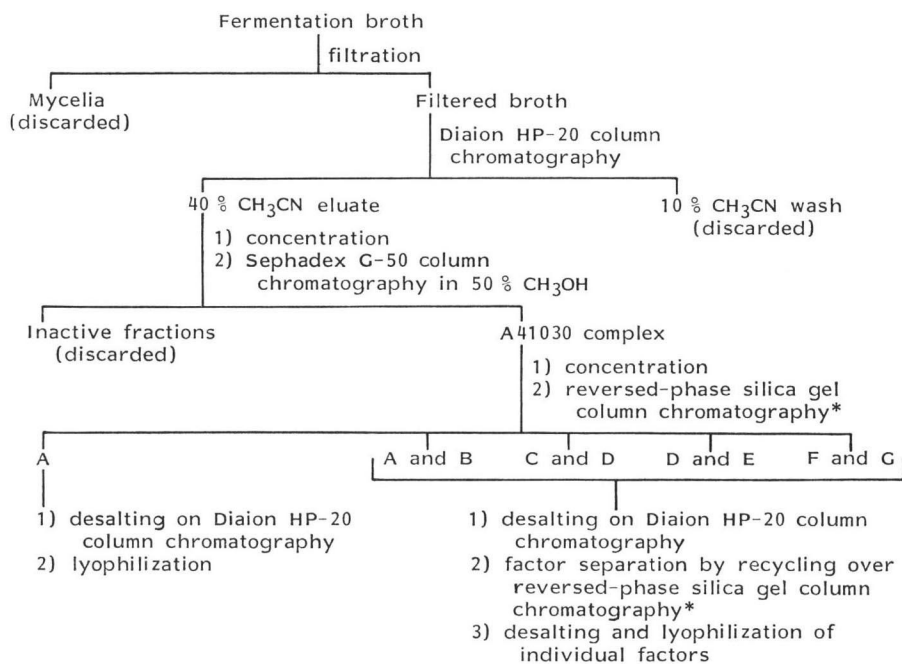 Fermentation broth
filtration
Mycelia
(discarded)
Filtered broth
Diaion HP-20 column
chromatography
40 % CH₃CN eluate
10 % CH₃CN wash
(discarded)
1) concentration
2) Sephadex G-50 column
chromatography in 50 % CH₃OH
Inactive fractions
(discarded)
A41030 complex
1) concentration
2) reversed-phase silica gel
column chromatography*
A
A and B
C and D
D and E
F and G
1) desalting on Diaion HP-20
column chromatography
2) lyophilization
1) desalting on Diaion HP-20 column
chromatography
2) factor separation by recycling over
reversed-phase silica gel column
chromatography*
3) desalting and lyophilization of
individual factors